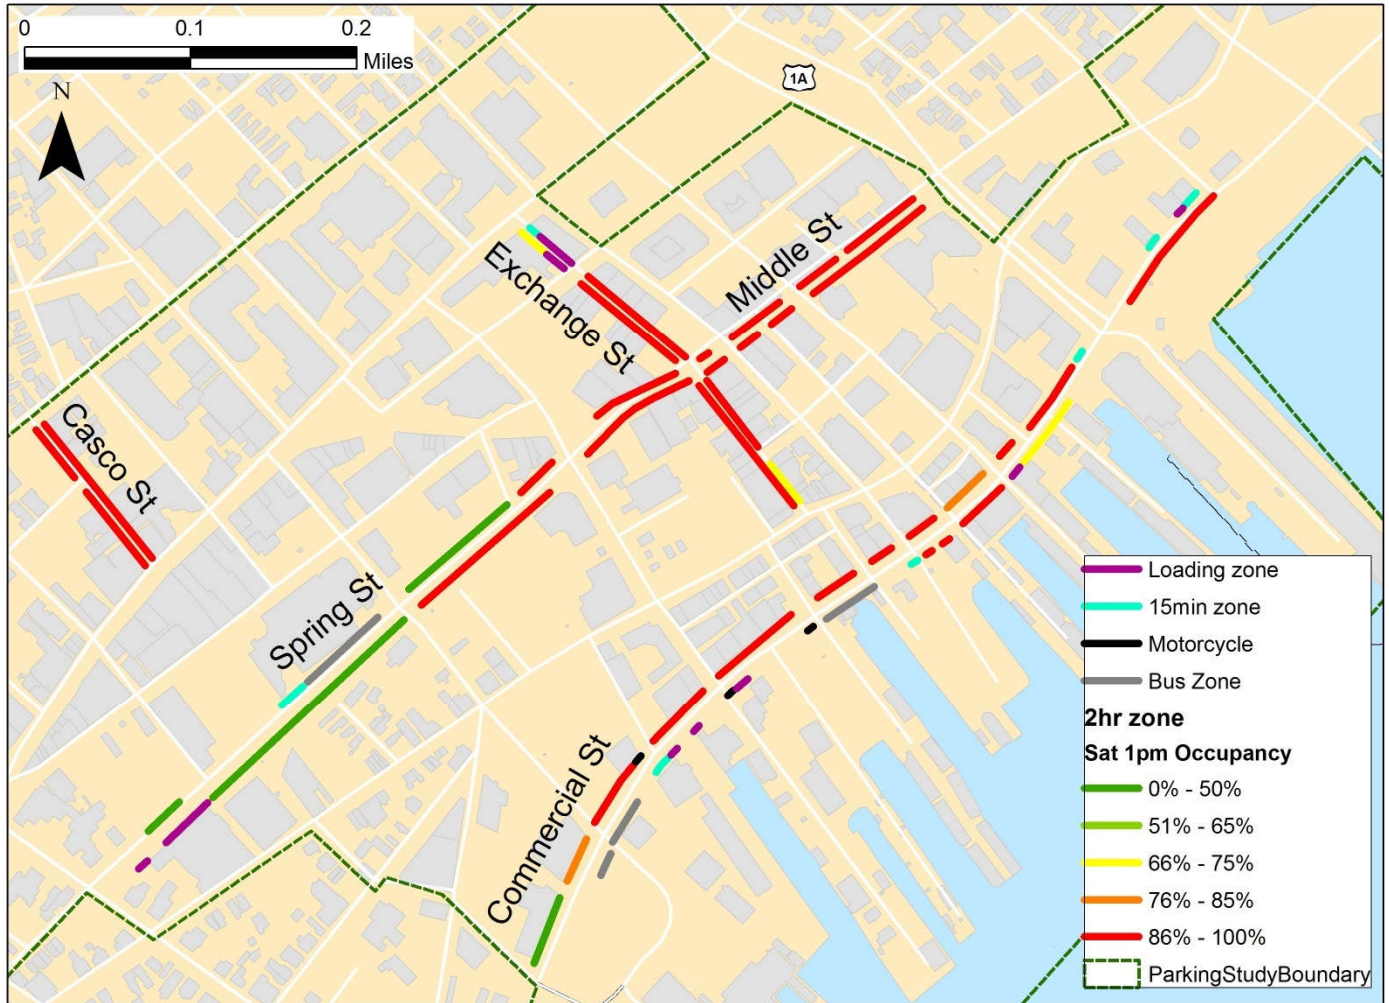 0 0.1 0.2
Miles
N
1A
Exchange St
Middle St
Casco St
Spring St
Commercial St
Loading zone
15min zone
Motorcycle
Bus Zone
2hr zone
Sat 1pm Occupancy
0% - 50%
51% - 65%
66% - 75%
76% - 85%
86% - 100%
ParkingStudyBoundary